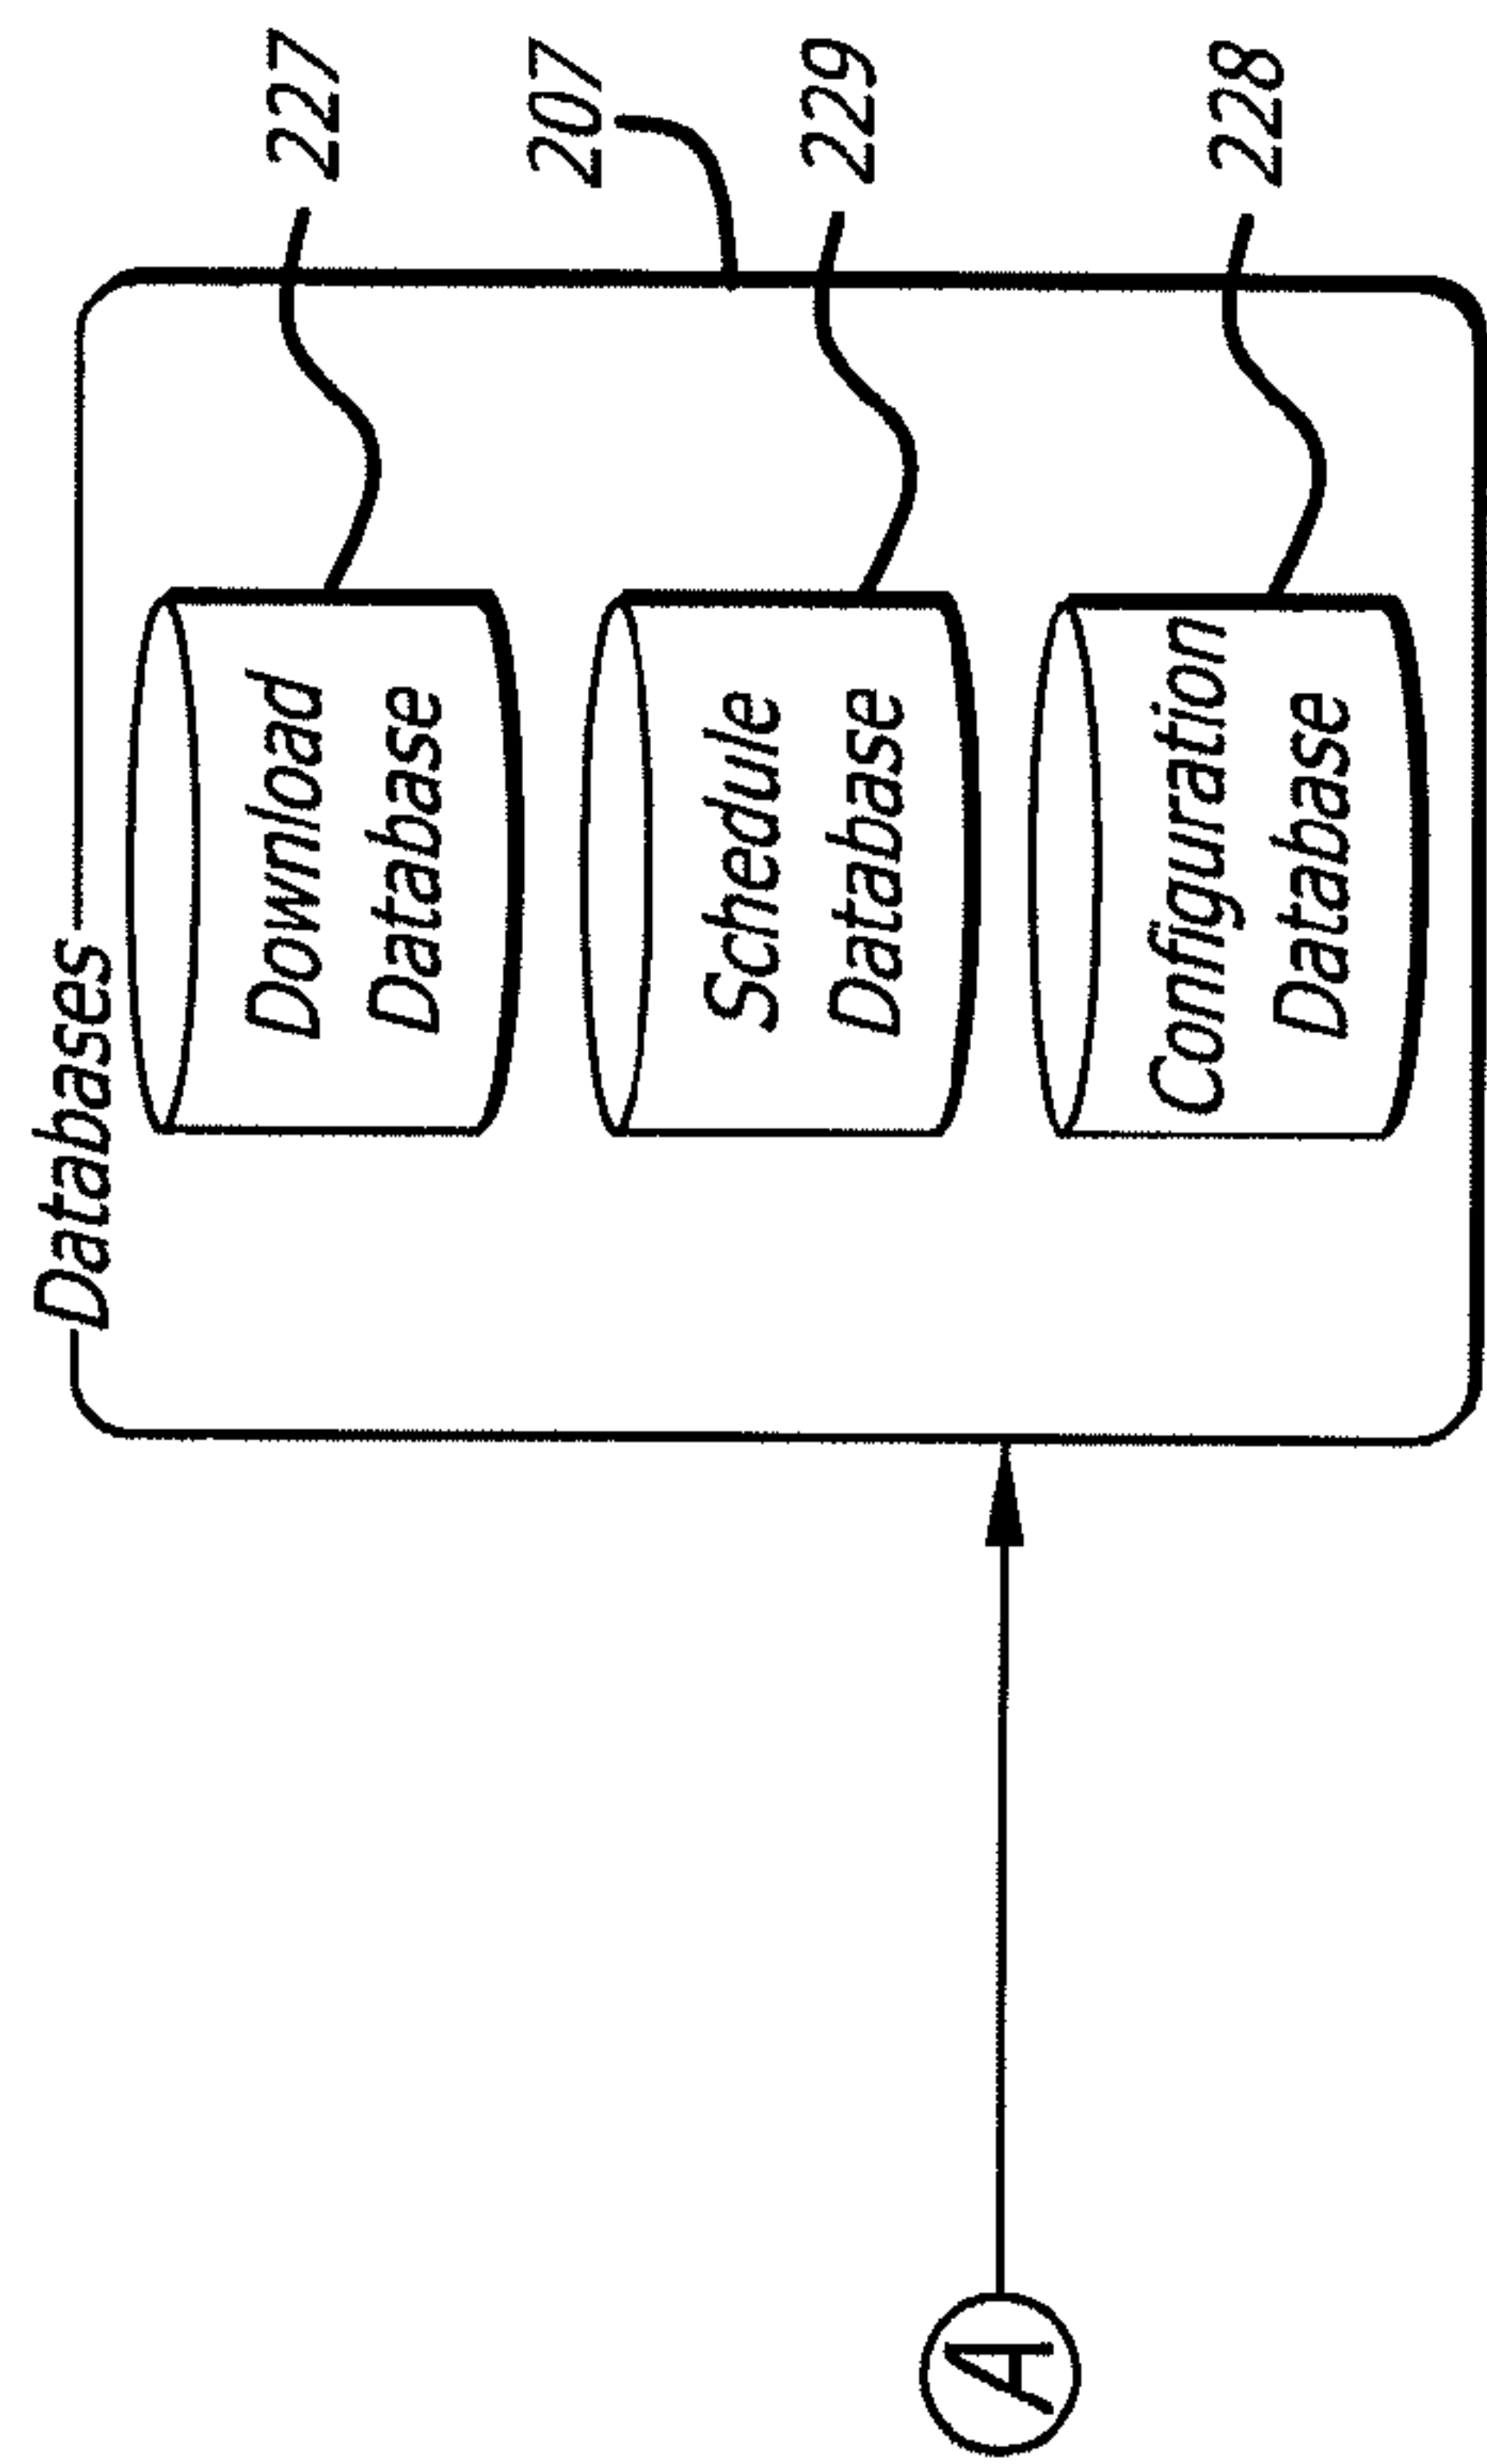 Databases
227
Download
Database
207
Schedule
Database
229
Configuration
Database
228
A